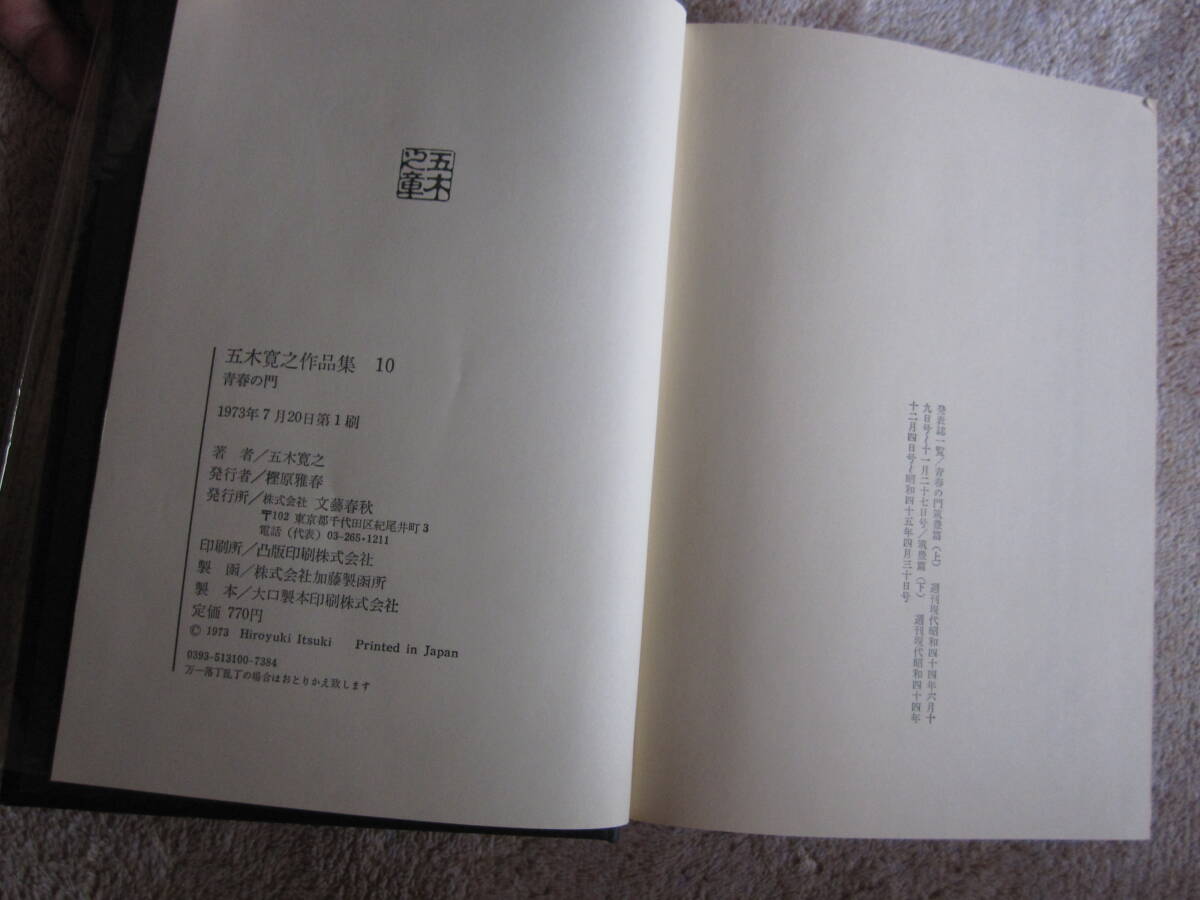 五木
之童
五木寛之作品集 10
青春の門
1973年7月20日第1刷
著 者／五木寛之
発行者／樫原雅春
発行所／株式会社 文藝春秋
〒102 東京都千代田区紀尾井町3
電話（代表）03-265・1211
印刷所／凸版印刷株式会社
製 函／株式会社加藤製函所
製 本／大口製本印刷株式会社
定価 770円
© 1973 Hiroyuki Itsuki Printed in Japan
0393-513100-7384
万一落丁乱丁の場合はおとりかえ致します
発表誌一覧／青春の門筑豊篇（上） 週刊現代昭和四十四年六月十
九日号～十一月二十七日号／筑豊篇（下） 週刊現代昭和四十四年
十二月四日号～昭和四十五年四月三十日号